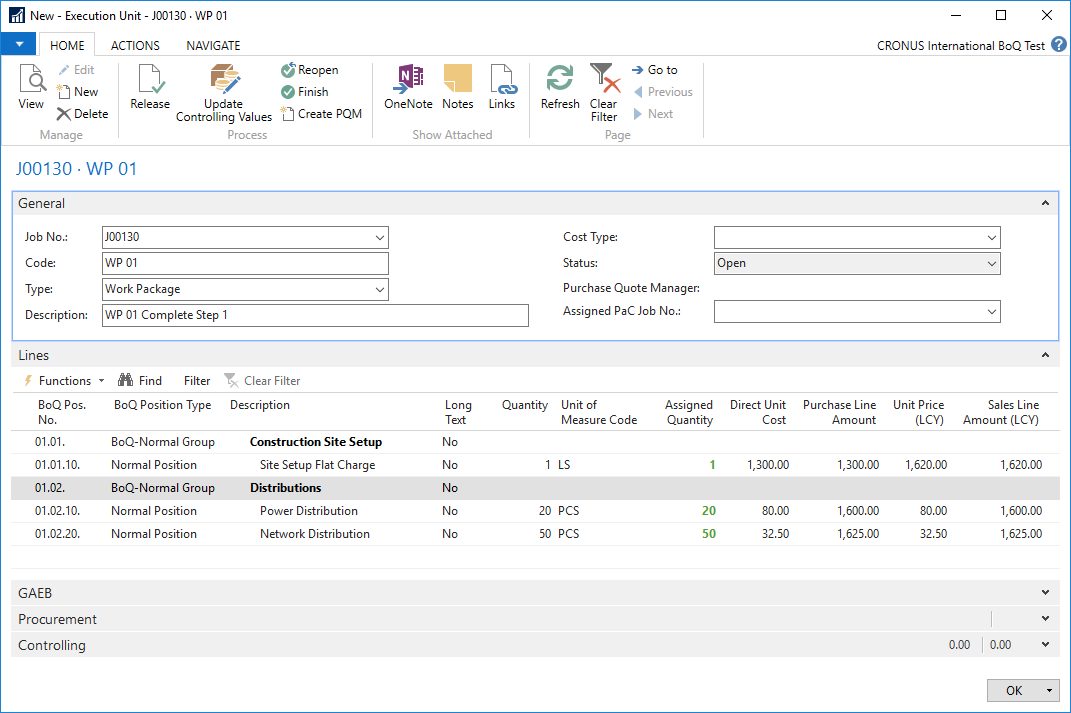 New - Execution Unit - J00130 · WP 01
HOME ACTIONS NAVIGATE CRONUS International BoQ Test ?
View
Edit
New
Delete
Manage
Release
Update Controlling Values
Reopen
Finish
Create PQM
Process
OneNote
Notes
Links
Show Attached
Refresh
Clear Filter
Go to
Previous
Next
Page
J00130 · WP 01
General
Job No.: J00130
Code: WP 01
Type: Work Package
Description: WP 01 Complete Step 1
Cost Type:
Status: Open
Purchase Quote Manager:
Assigned PaC Job No.:
Lines
Functions Find Filter Clear Filter
BoQ Pos. No. BoQ Position Type Description Long Text Quantity Unit of Measure Code Assigned Quantity Direct Unit Cost Purchase Line Amount Unit Price (LCY) Sales Line Amount (LCY)
01.01. BoQ-Normal Group Construction Site Setup No
01.01.10. Normal Position Site Setup Flat Charge No 1 LS 1 1,300.00 1,300.00 1,620.00 1,620.00
01.02. BoQ-Normal Group Distributions No
01.02.10. Normal Position Power Distribution No 20 PCS 20 80.00 1,600.00 80.00 1,600.00
01.02.20. Normal Position Network Distribution No 50 PCS 50 32.50 1,625.00 32.50 1,625.00
GAEB
Procurement
Controlling 0.00 0.00
OK